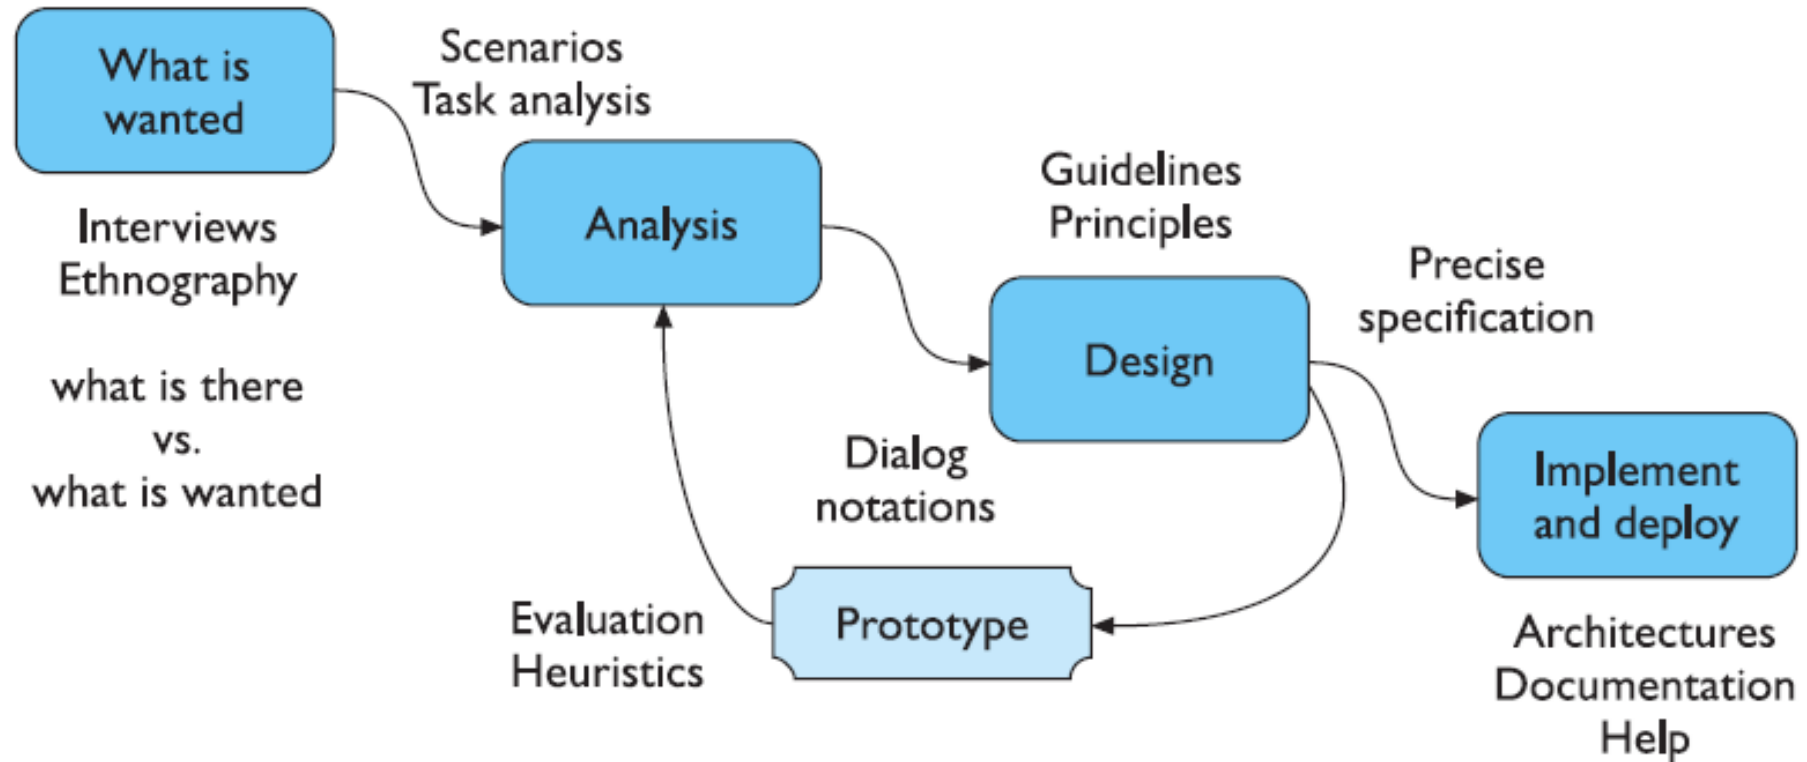 What is
wanted
Interviews
Ethnography
what is there
vs.
what is wanted
Scenarios
Task analysis
Analysis
Guidelines
Principles
Design
Precise
specification
Dialog
notations
Prototype
Evaluation
Heuristics
Implement
and deploy
Architectures
Documentation
Help